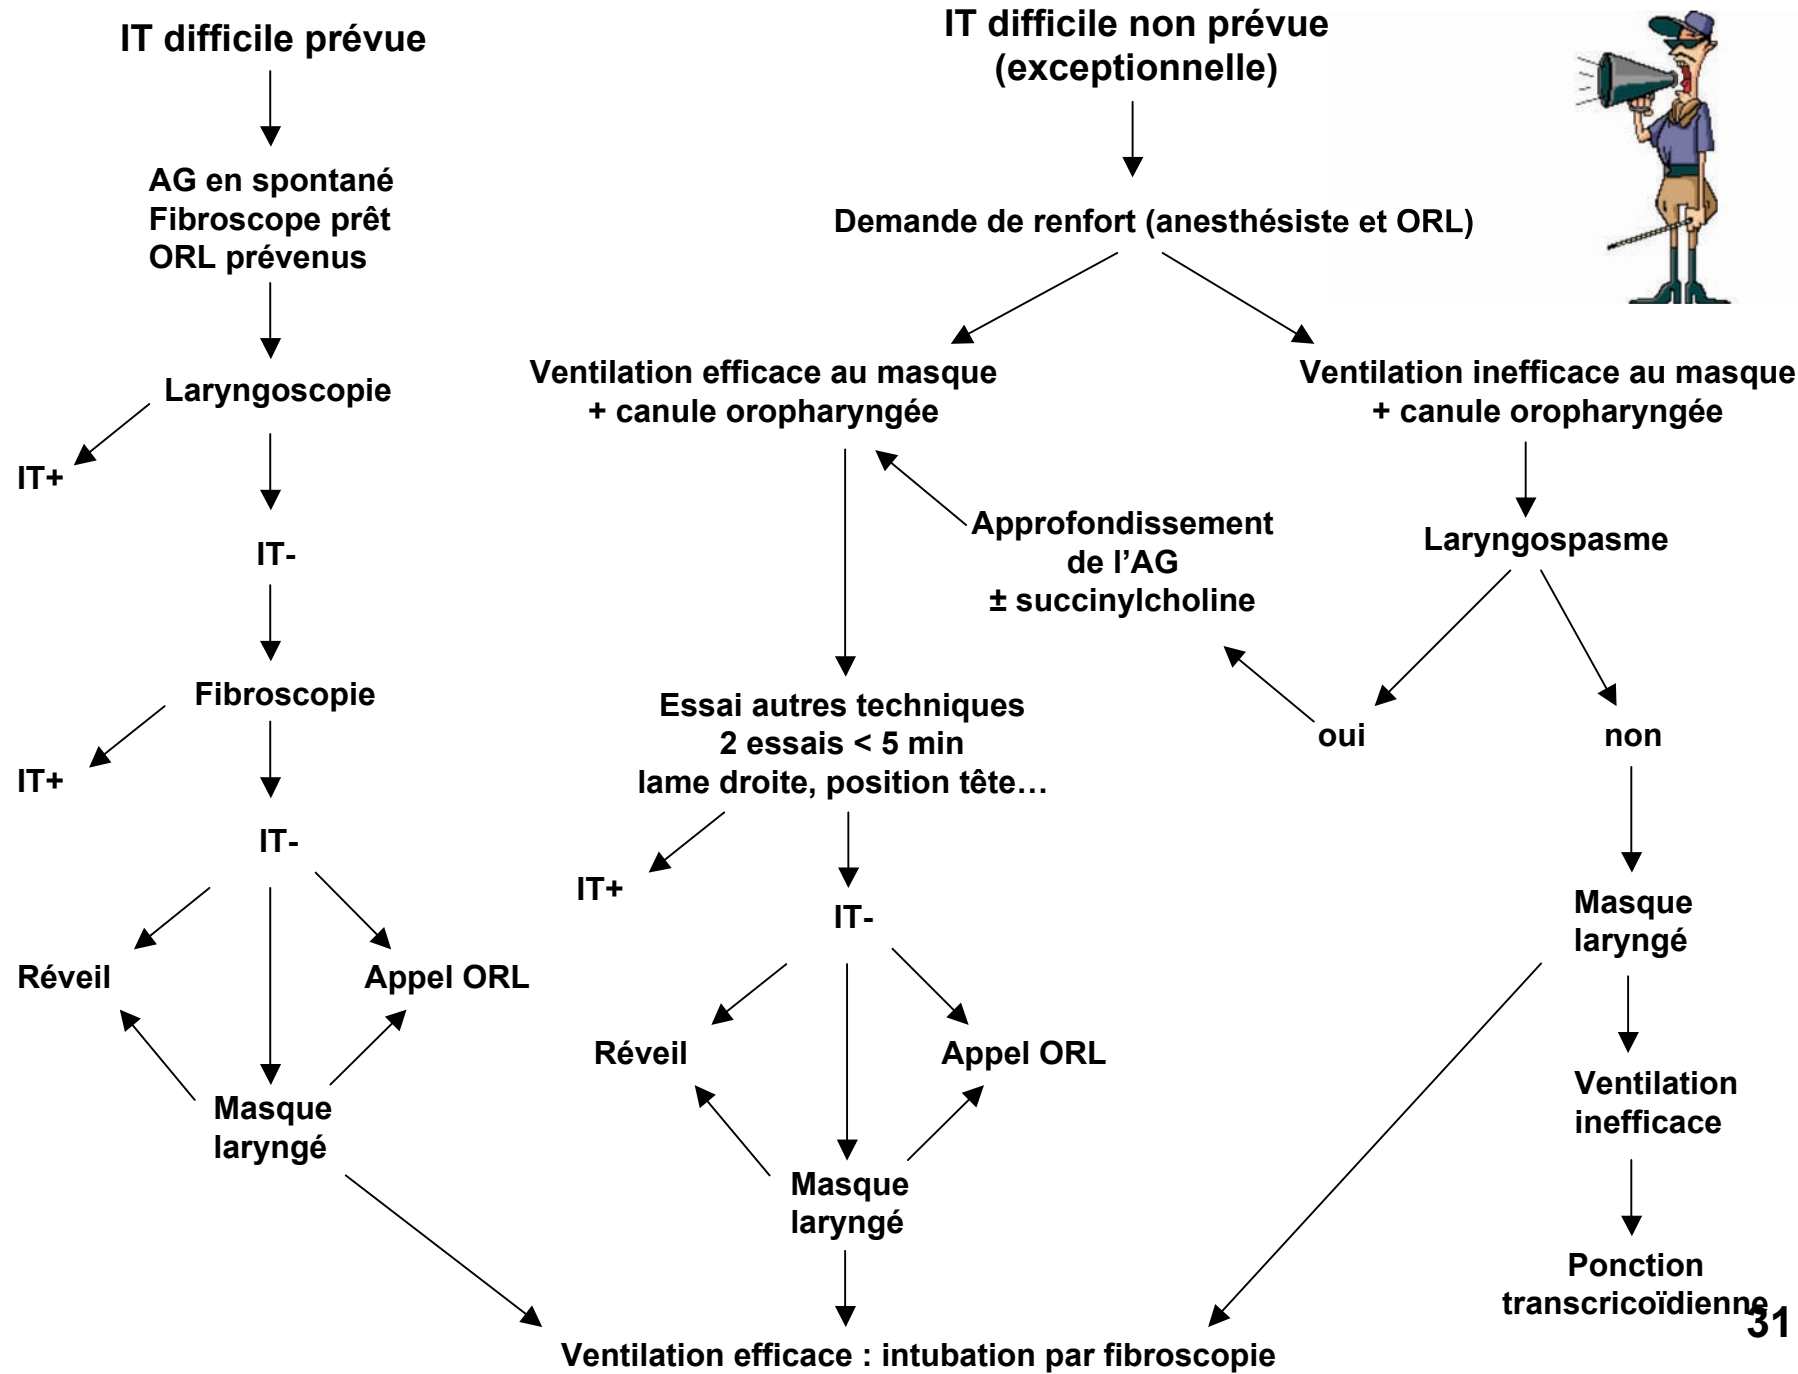 IT difficile prévue
AG en spontané
Fibroscope prêt
ORL prévenus
Laryngoscopie
IT+
IT-
Fibroscopie
IT+
IT-
Réveil
Appel ORL
Masque
laryngé
IT difficile non prévue
(exceptionnelle)
Demande de renfort (anesthésiste et ORL)
Ventilation efficace au masque
+ canule oropharyngée
Approfondissement
de l’AG
± succinylcholine
Essai autres techniques
2 essais < 5 min
lame droite, position tête…
IT+
IT-
Réveil
Appel ORL
Masque
laryngé
Ventilation inefficace au masque
+ canule oropharyngée
Laryngospasme
oui
non
Masque
laryngé
Ventilation
inefficace
Ponction
transcricoïdienne
Ventilation efficace : intubation par fibroscopie
31